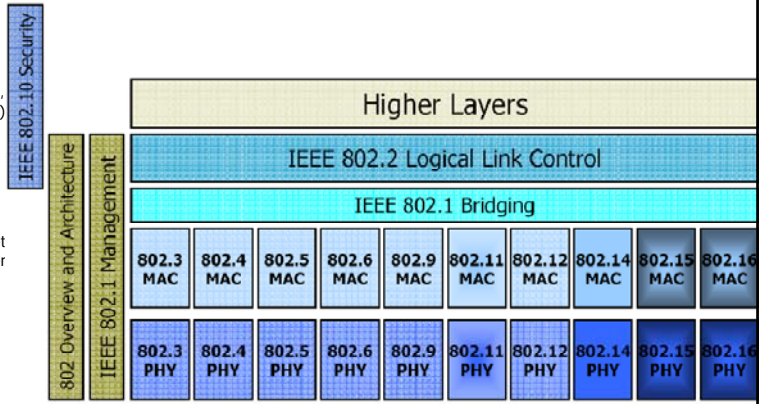 IEEE 802.10 Security
,
)
t
r
802 Overview and Architecture
IEEE 802.1 Management
Higher Layers
IEEE 802.2 Logical Link Control
IEEE 802.1 Bridging
802.3 802.4 802.5 802.6 802.9 802.11 802.12 802.14 802.15 802.16
MAC MAC MAC MAC MAC MAC MAC MAC MAC MAC
802.3 802.4 802.5 802.6 802.9 802.11 802.12 802.14 802.15 802.16
PHY PHY PHY PHY PHY PHY PHY PHY PHY PHY